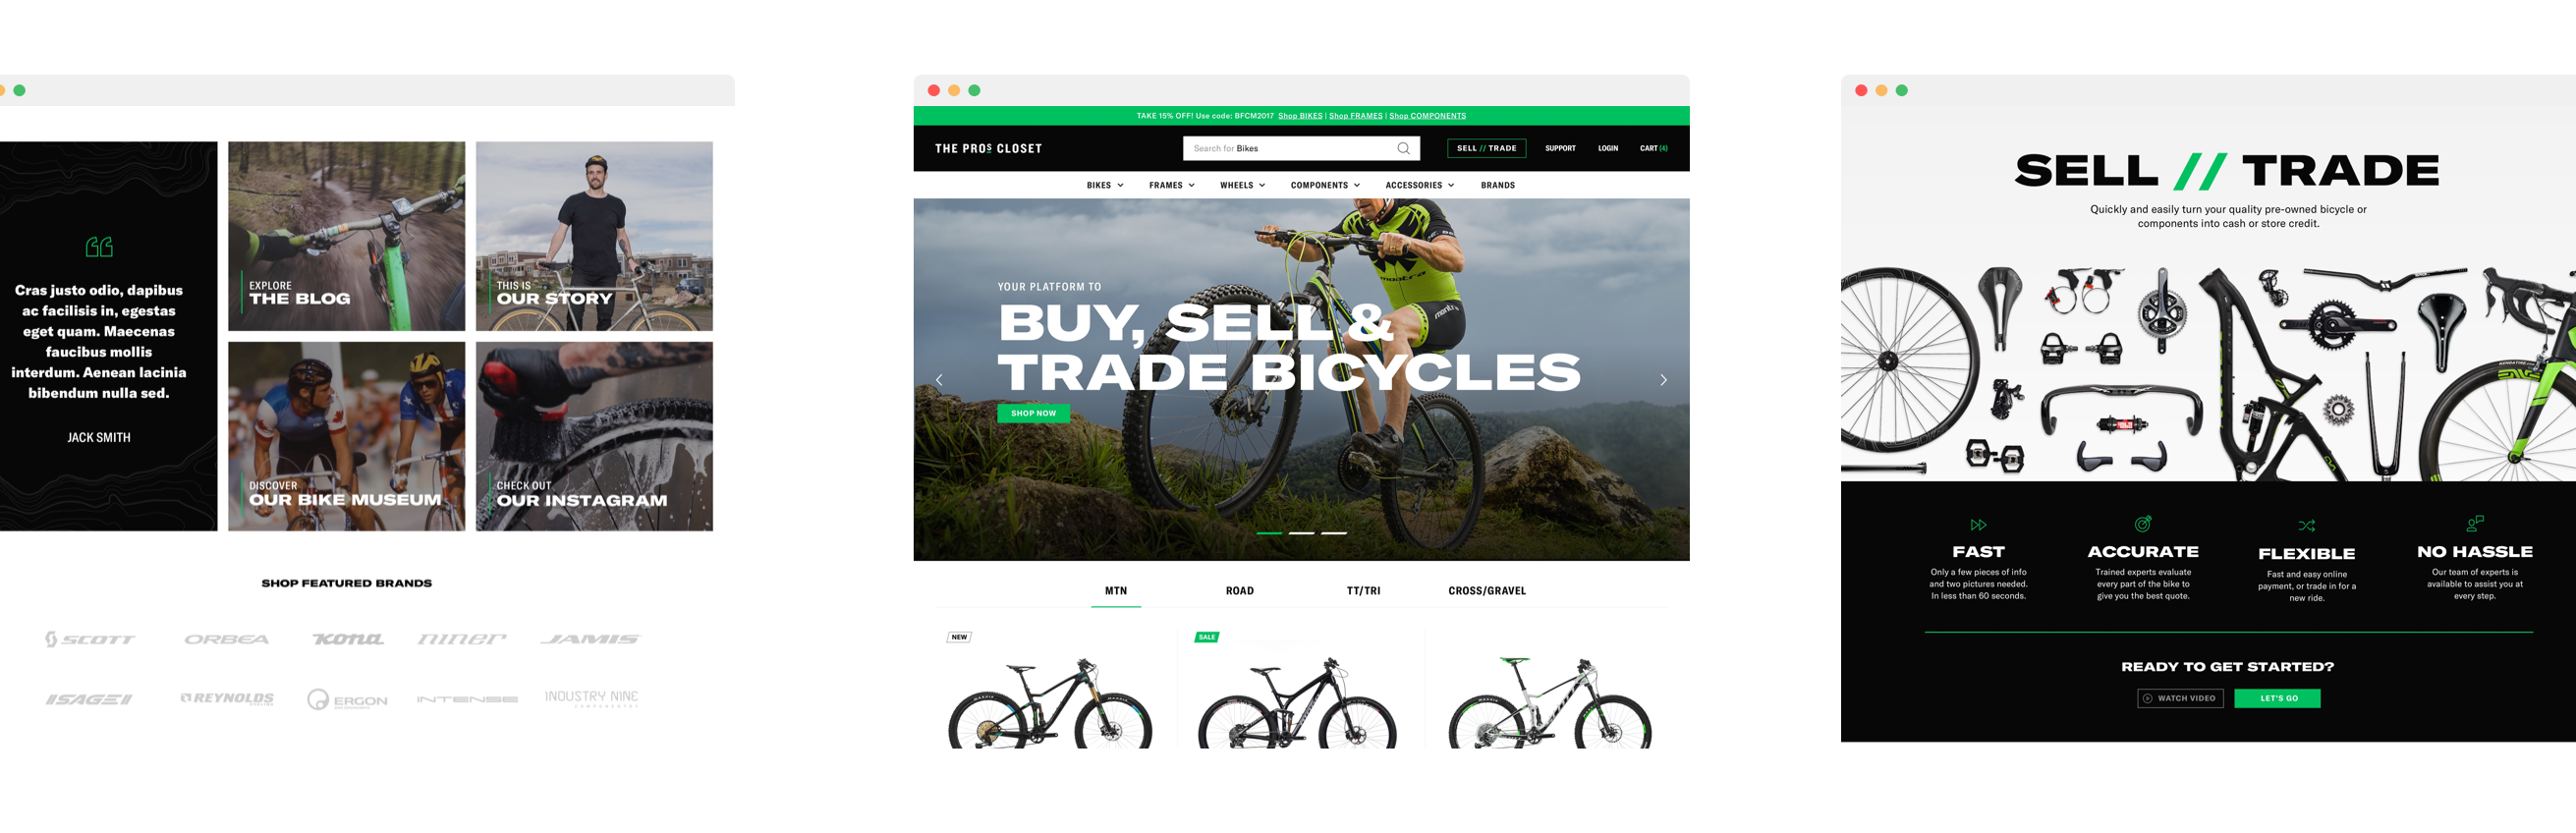 Cras justo odio, dapibus
ac facilisis in, egestas
eget quam. Maecenas
faucibus mollis
interdum. Aenean lacinia
bibendum nulla sed.
JACK SMITH
EXPLORE
THE BLOG
THIS IS
OUR STORY
DISCOVER
OUR BIKE MUSEUM
CHECK OUT
OUR INSTAGRAM
SHOP FEATURED BRANDS
SCOTT
ORBEA
KONA
NINER
JAMIS
SAGE
REYNOLDS
ERGON
INTENSE
INDUSTRY NINE
COMPONENTS
TAKE 15% OFF! Use code: BFCM2017 Shop BIKES | Shop FRAMES | Shop COMPONENTS
THE PROS CLOSET
Search for Bikes
SELL // TRADE
SUPPORT
LOGIN
CART (4)
BIKES
FRAMES
WHEELS
COMPONENTS
ACCESSORIES
BRANDS
YOUR PLATFORM TO
BUY, SELL &
TRADE BICYCLES
SHOP NOW
montra
MTN
ROAD
TT/TRI
CROSS/GRAVEL
NEW
SALE
SELL // TRADE
Quickly and easily turn your quality pre-owned bicycle or
components into cash or store credit.
FAST
Only a few pieces of info
and two pictures needed.
In less than 60 seconds.
ACCURATE
Trained experts evaluate
every part of the bike to
give you the best quote.
FLEXIBLE
Fast and easy online
payment, or trade in for a
new ride.
NO HASSLE
Our team of experts is
available to assist you at
every step.
READY TO GET STARTED?
WATCH VIDEO
LET'S GO